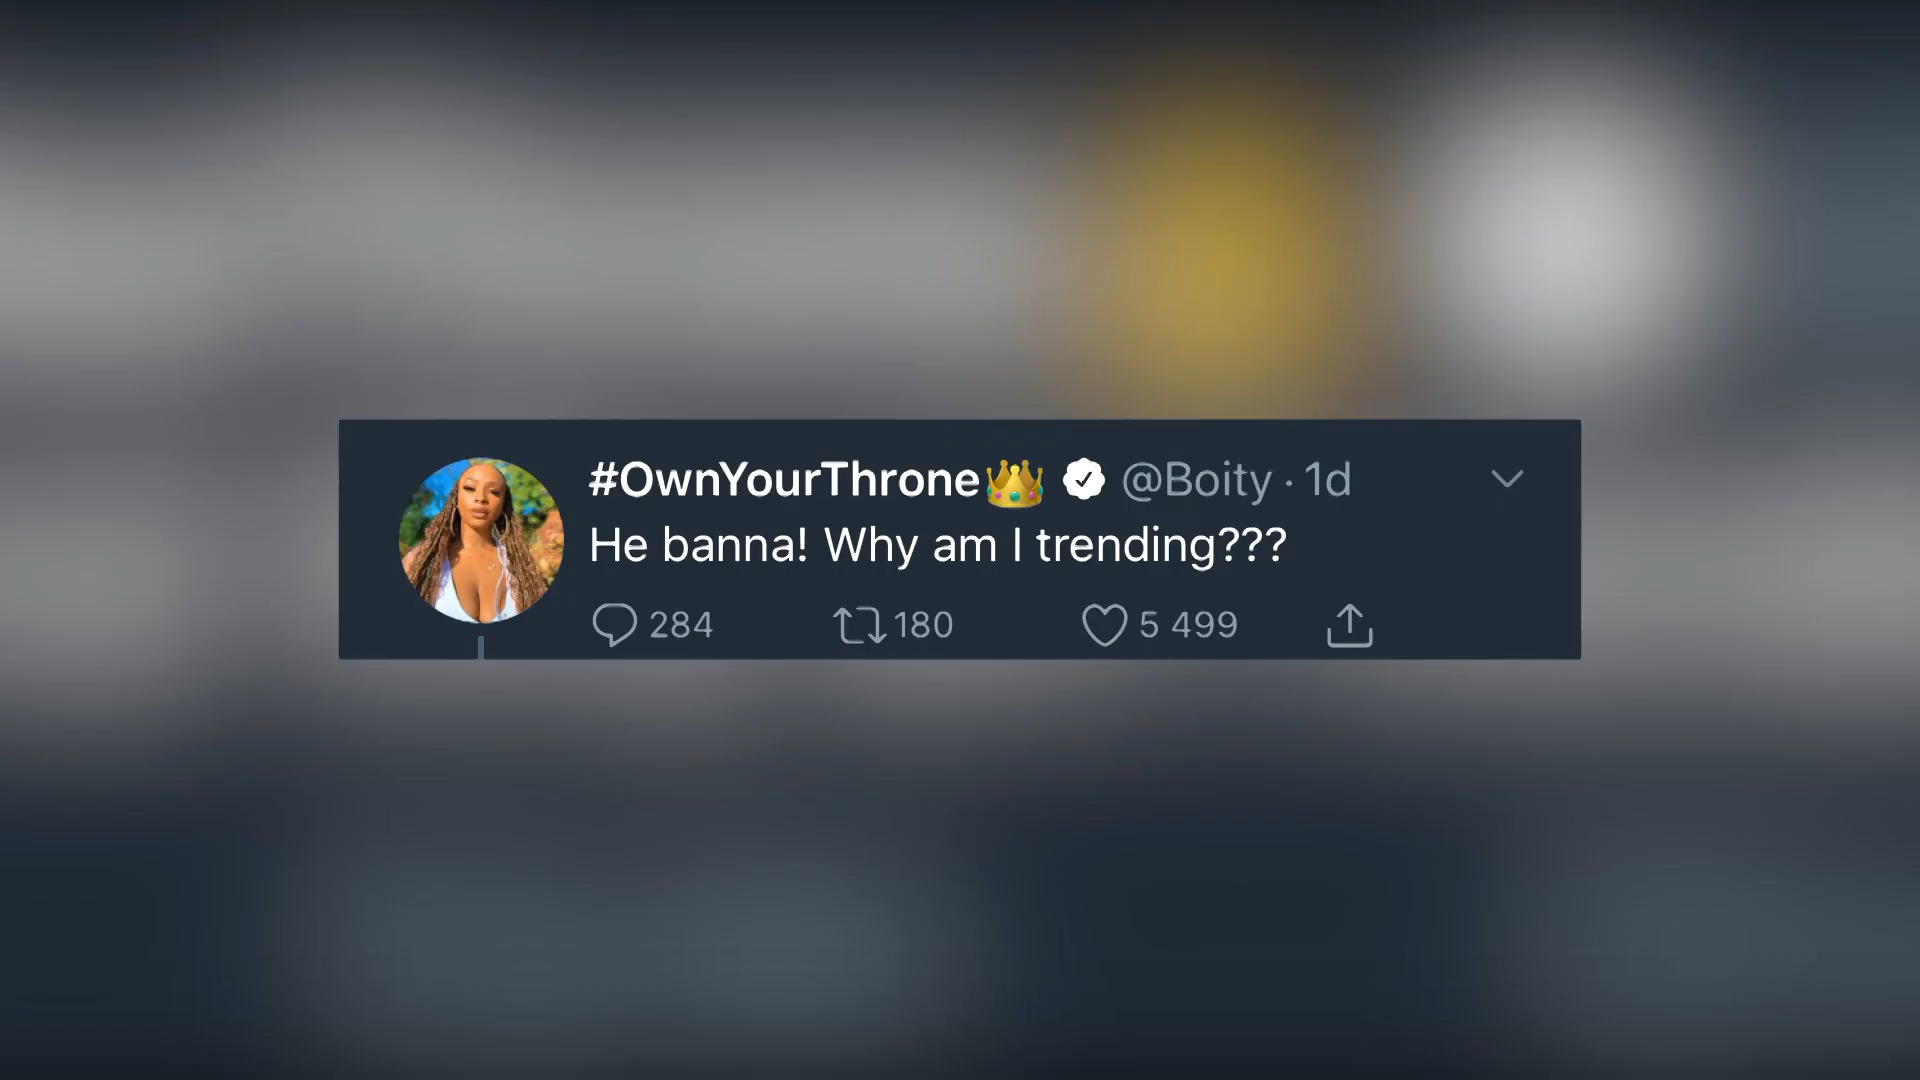 #OwnYourThrone👑 @Boity · 1d
He banna! Why am I trending???
284 180 5 499